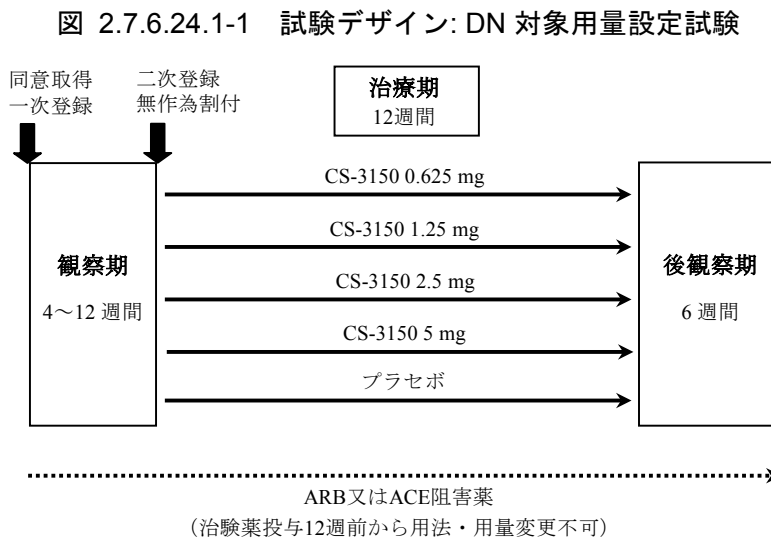 図 2.7.6.24.1-1 試験デザイン: DN 対象用量設定試験
同意取得
一次登録
二次登録
無作為割付
治療期
12週間
観察期
4～12 週間
CS-3150 0.625 mg
CS-3150 1.25 mg
CS-3150 2.5 mg
CS-3150 5 mg
プラセボ
後観察期
6 週間
ARB又はACE阻害薬
（治験薬投与12週前から用法・用量変更不可）